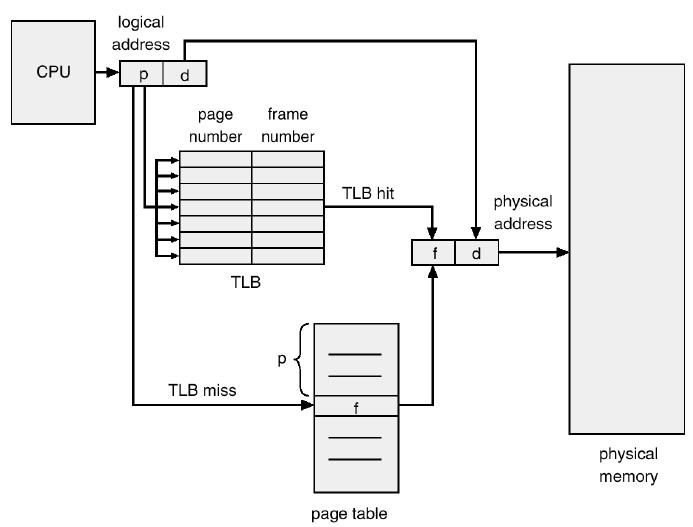 logical
address
CPU
p
d
page
number
frame
number
TLB hit
physical
address
f
d
TLB
p
TLB miss
f
physical
memory
page table